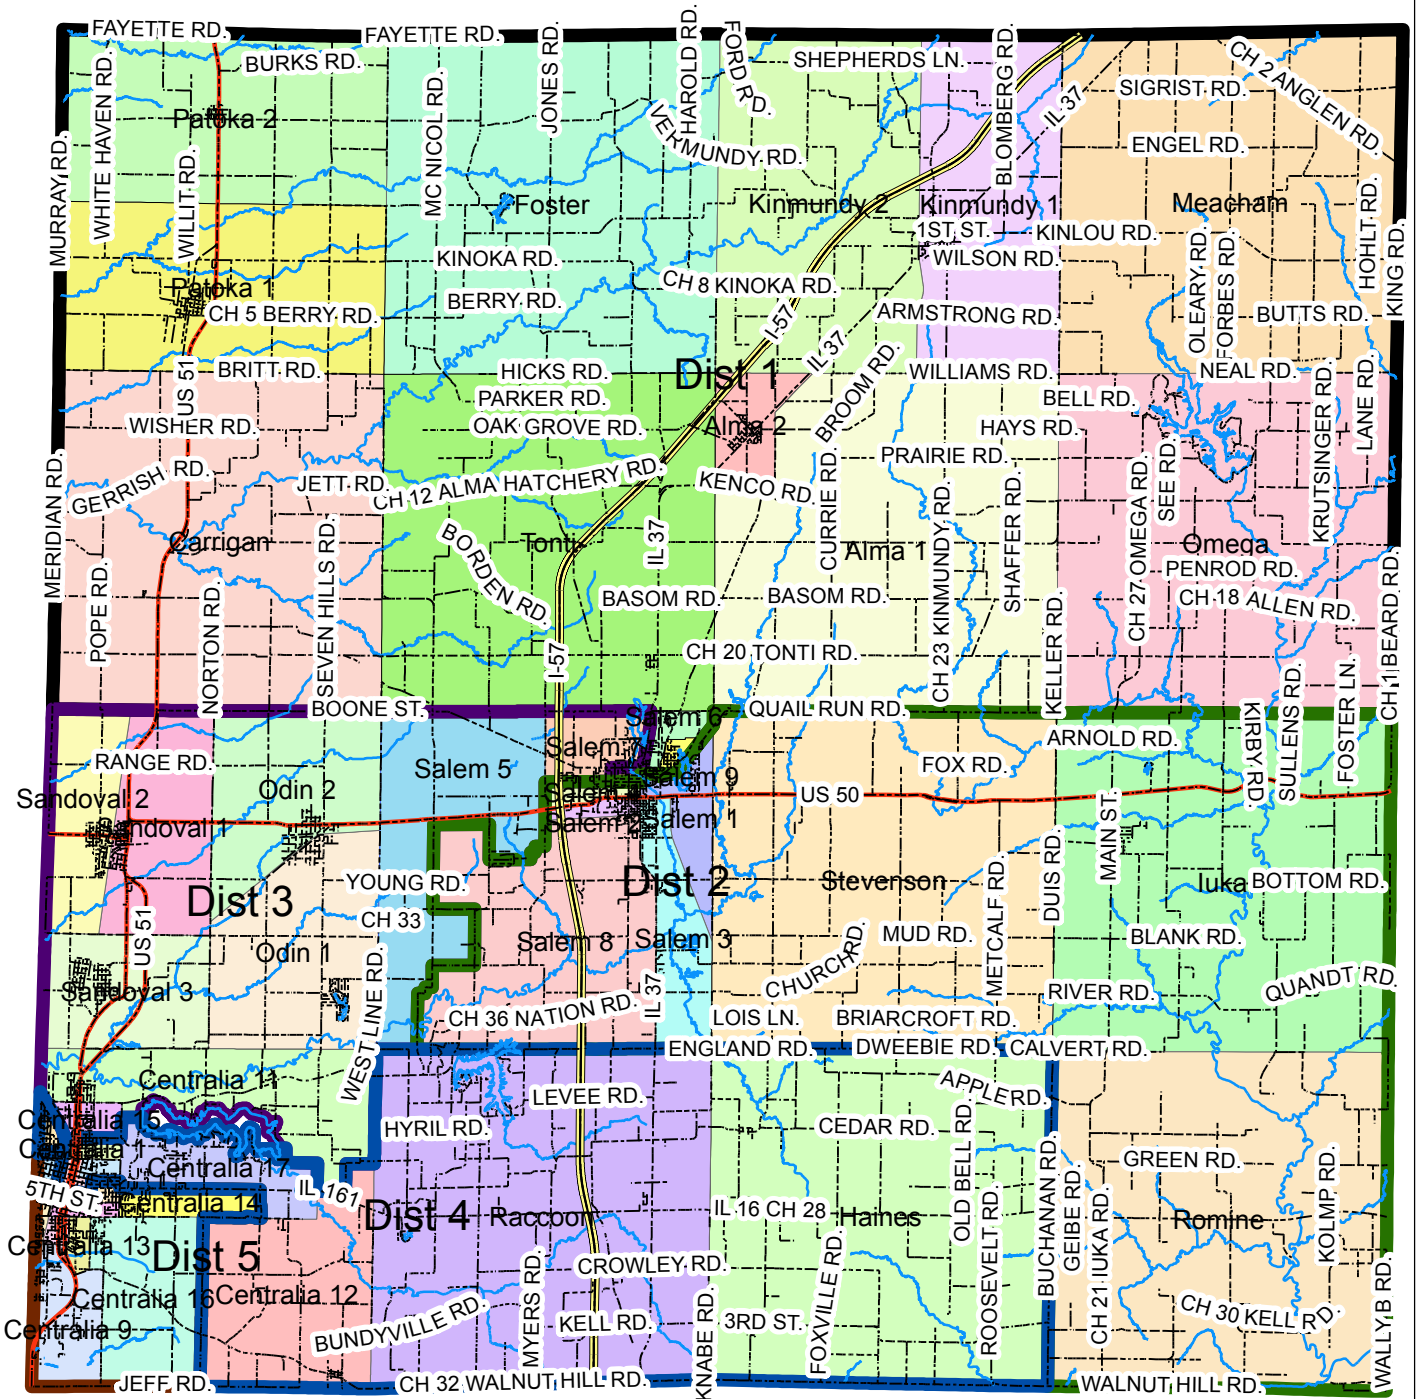 FAYETTE RD.
FAYETTE RD.
BURKS RD.
WHITE HAVEN RD.
MC NICOL RD.
JONES RD.
HAROLD RD.
FORD RD.
SHEPHERDS LN.
BLOMBERG RD.
IL 37
CH 2 ANGLEN RD.
SIGRIST RD.
Patoka 2
VERMUNDY RD.
ENGEL RD.
MURRAY RD.
WILLIT RD.
Foster
Kinmundy 2
Kinmundy 1
Meacham
1ST ST.
KINLOU RD.
WILSON RD.
OLEARY RD.
FORBES RD.
HOHLT RD.
KING RD.
KINOKA RD.
CH 8 KINOKA RD.
Patoka 1
BERRY RD.
CH 5 BERRY RD.
ARMSTRONG RD.
BUTTS RD.
I-57
IL 37
BRITT RD.
US 51
HICKS RD.
Dist 1
BROOM RD.
WILLIAMS RD.
NEAL RD.
PARKER RD.
BELL RD.
KRUTSINGER RD.
LANE RD.
WISHER RD.
OAK GROVE RD.
Alma 2
HAYS RD.
GERRISH RD.
JETT RD.
CH 12 ALMA HATCHERY RD.
KENCO RD.
PRAIRIE RD.
SEE RD.
MERIDIAN RD.
CURRIE RD.
CH 23 KINMUNDY RD.
SHAFFER RD.
CH 27 OMEGA RD.
Carrigan
SEVEN HILLS RD.
BORDEN RD.
Tonti
IL 37
Alma 1
Omega
PENROD RD.
POPE RD.
NORTON RD.
BASOM RD.
BASOM RD.
CH 18 ALLEN RD.
CH 1 BEARD RD.
I-57
CH 20 TONTI RD.
KELLER RD.
BOONE ST.
Salem 6
QUAIL RUN RD.
KIRBY RD.
SULLENS RD.
FOSTER LN.
RANGE RD.
Salem 7
ARNOLD RD.
Salem 5
Salem 9
FOX RD.
Sandoval 2
Odin 2
US 50
Sandoval 1
Salem 1
MAIN ST.
DUIS RD.
YOUNG RD.
Dist 2
Stevenson
Iuka
BOTTOM RD.
Dist 3
CH 33
US 51
Odin 1
Salem 8
Salem 3
MUD RD.
METCALF RD.
BLANK RD.
CHURCH RD.
Sandoval 3
WEST LINE RD.
IL 37
RIVER RD.
QUANDT RD.
CH 36 NATION RD.
LOIS LN.
BRIARCROFT RD.
ENGLAND RD.
DWEEBIE RD.
CALVERT RD.
Centralia 11
APPLE RD.
LEVEE RD.
Centralia 15
HYRIL RD.
CEDAR RD.
OLD BELL RD.
Centralia 1
Centralia 17
BUCHANAN RD.
GREEN RD.
5TH ST.
IL 161
GEIBE RD.
KOLMP RD.
Centralia 14
Dist 4
Raccoon
IL 16 CH 28
Haines
Romine
Centralia 13
Dist 5
CROWLEY RD.
ROOSEVELT RD.
CH 21 IUKA RD.
Centralia 16
Centralia 12
MYERS RD.
FOXVILLE RD.
CH 30 KELL RD.
WALLY B RD.
Centralia 9
BUNDYVILLE RD.
KELL RD.
KNABE RD.
3RD ST.
JEFF RD.
CH 32 WALNUT HILL RD.
WALNUT HILL RD.